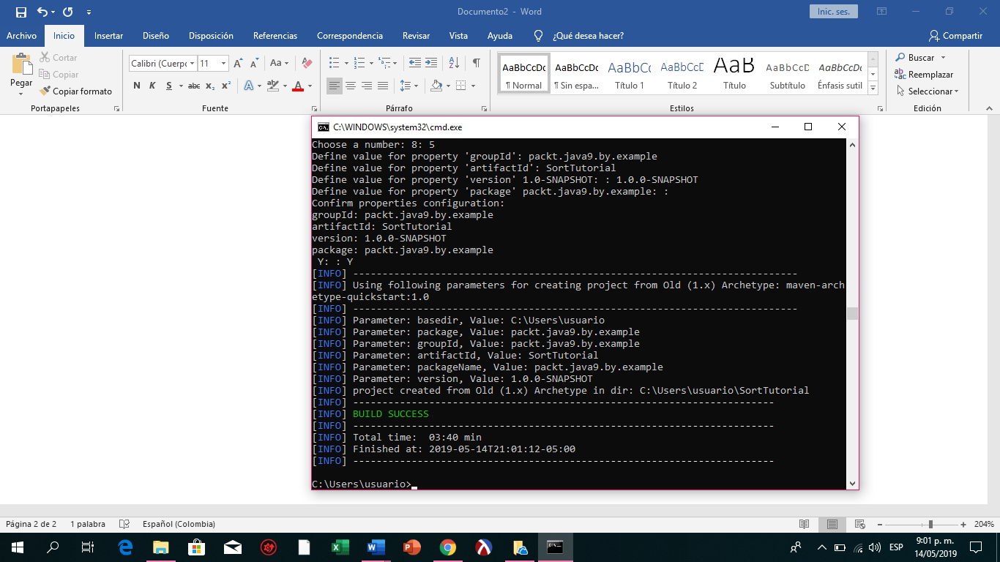 Documento2 - Word
Inic. ses.
Archivo Inicio Insertar Diseño Disposición Referencias Correspondencia Revisar Vista Ayuda ¿Qué desea hacer? Compartir
Pegar
Cortar
Copiar
Copiar formato
Portapapeles
Calibri (Cuerpo 11
N K S abc x₂ x²
Fuente
Párrafo
AaBbCcDc AaBbCcDc AaBbCc AaBbCcD AaB AaBbCcD AaBbCcDc
¶ Normal ¶ Sin espa... Título 1 Título 2 Título Subtítulo Énfasis sutil
Estilos
Buscar
Reemplazar
Seleccionar
Edición
C:\WINDOWS\system32\cmd.exe
Choose a number: 8: 5
Define value for property 'groupId': packt.java9.by.example
Define value for property 'artifactId': SortTutorial
Define value for property 'version' 1.0-SNAPSHOT: : 1.0.0-SNAPSHOT
Define value for property 'package' packt.java9.by.example: :
Confirm properties configuration:
groupId: packt.java9.by.example
artifactId: SortTutorial
version: 1.0.0-SNAPSHOT
package: packt.java9.by.example
Y: : Y
[INFO] ----------------------------------------------------------------------------
[INFO] Using following parameters for creating project from Old (1.x) Archetype: maven-arch
etype-quickstart:1.0
[INFO] ----------------------------------------------------------------------------
[INFO] Parameter: basedir, Value: C:\Users\usuario
[INFO] Parameter: package, Value: packt.java9.by.example
[INFO] Parameter: groupId, Value: packt.java9.by.example
[INFO] Parameter: artifactId, Value: SortTutorial
[INFO] Parameter: packageName, Value: packt.java9.by.example
[INFO] Parameter: version, Value: 1.0.0-SNAPSHOT
[INFO] project created from Old (1.x) Archetype in dir: C:\Users\usuario\SortTutorial
[INFO] ------------------------------------------------------------------------
[INFO] BUILD SUCCESS
[INFO] ------------------------------------------------------------------------
[INFO] Total time: 03:40 min
[INFO] Finished at: 2019-05-14T21:01:12-05:00
[INFO] ------------------------------------------------------------------------
C:\Users\usuario>
Página 2 de 2 1 palabra Español (Colombia) 204%
ESP
9:01 p. m.
14/05/2019